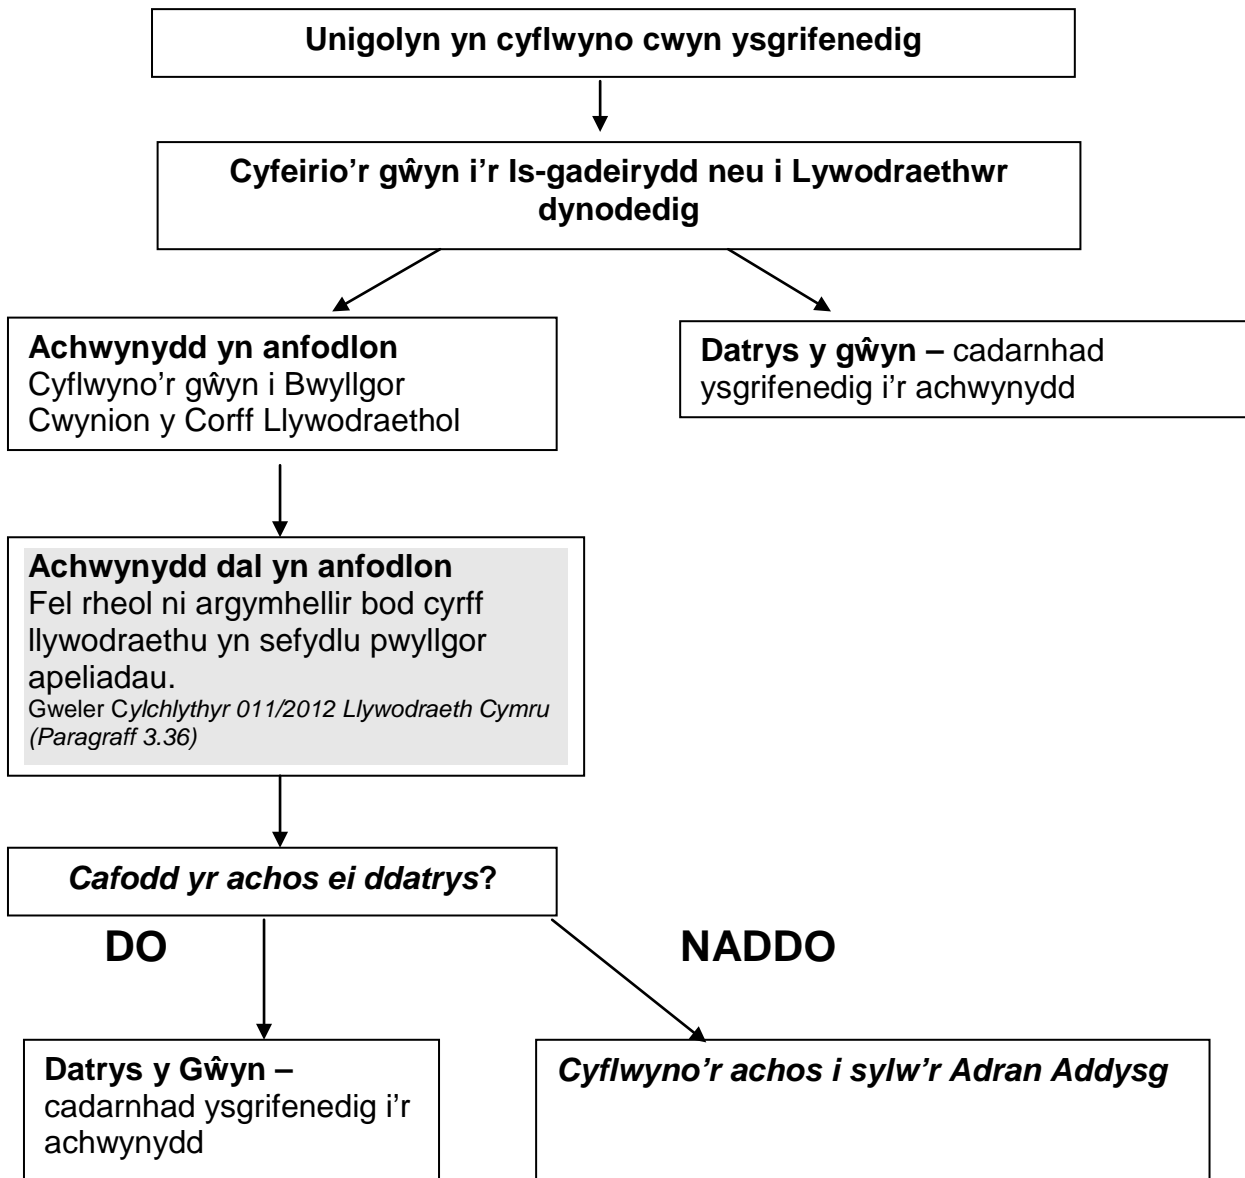 Unigolyn yn cyflwyno cwyn ysgrifenedig
Cyfeirio’r gŵyn i’r Is-gadeirydd neu i Lywodraethwr
dynodedig
Achwynydd yn anfodlon
Cyflwyno’r gŵyn i Bwyllgor
Cwynion y Corff Llywodraethol
Datrys y gŵyn – cadarnhad
ysgrifenedig i’r achwynydd
Achwynydd dal yn anfodlon
Fel rheol ni argymhellir bod cyrff
llywodraethu yn sefydlu pwyllgor
apeliadau.
Gweler Cylchlythyr 011/2012 Llywodraeth Cymru
(Paragraff 3.36)
Cafodd yr achos ei ddatrys?
DO
NADDO
Datrys y Gŵyn –
cadarnhad ysgrifenedig i’r
achwynydd
Cyflwyno’r achos i sylw’r Adran Addysg